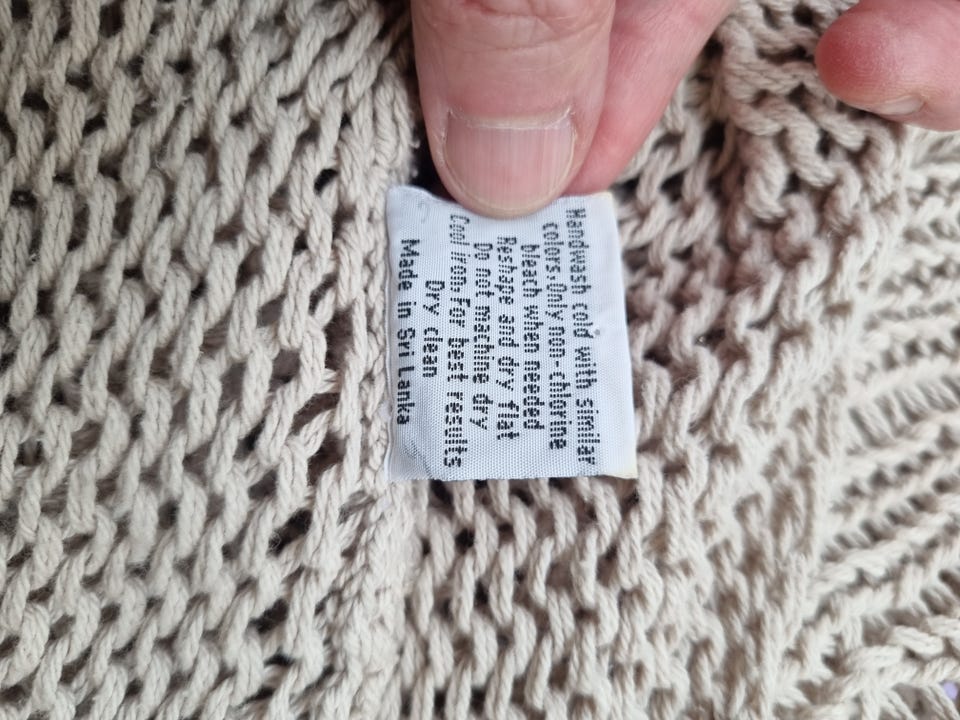 Handwash cold with similar
colors.Only non-chlorine
bleach when needed
Reshape and dry flat
Do not machine dry
Cool iron. For best results
Dry clean
Made in Sri Lanka